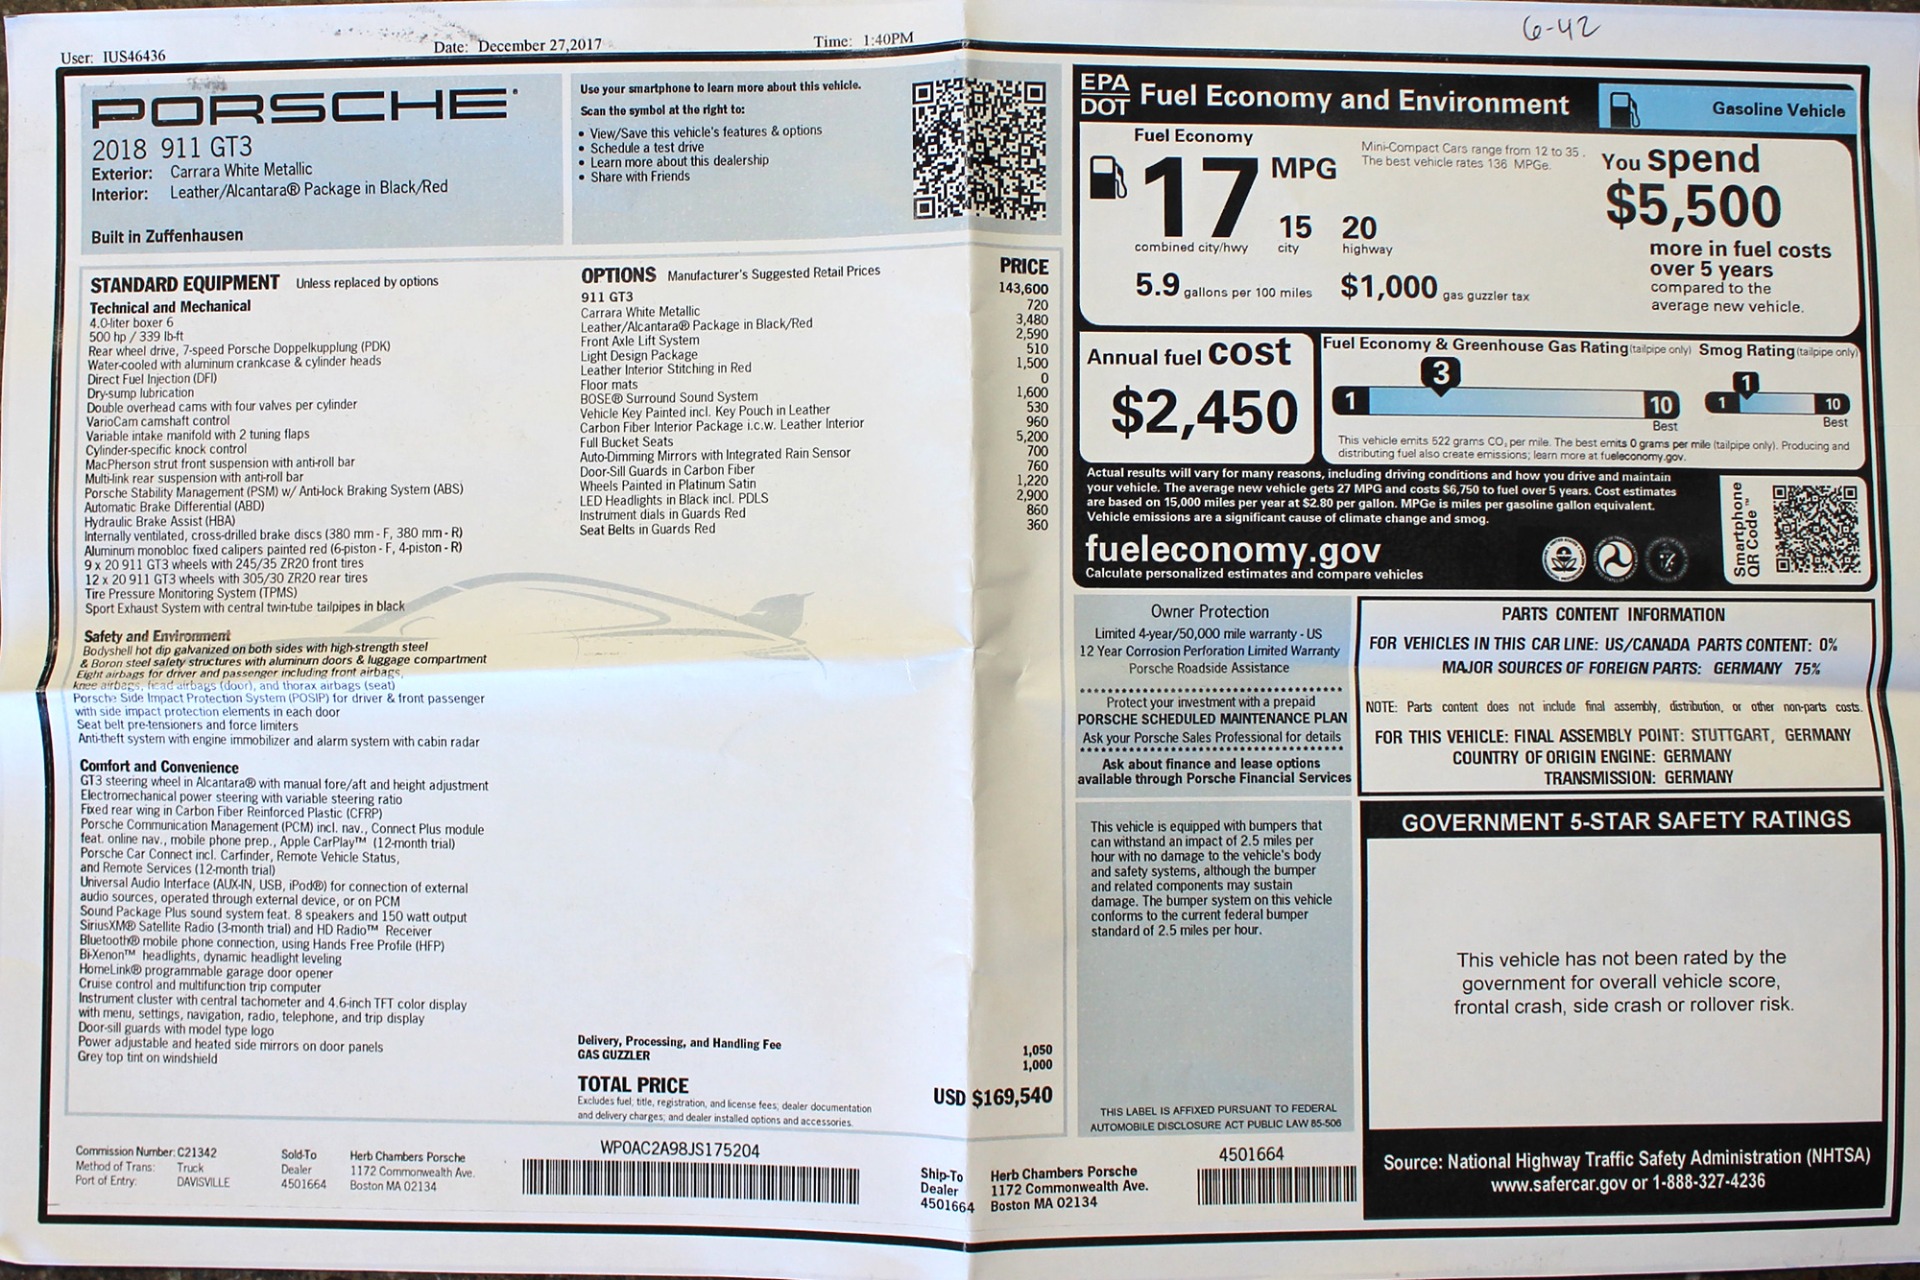 6-42
User: IUS46436
Date: December 27,2017
Time: 1:40PM
PORSCHE
2018 911 GT3
Exterior: Carrara White Metallic
Interior: Leather/Alcantara® Package in Black/Red
Built in Zuffenhausen
Use your smartphone to learn more about this vehicle.
Scan the symbol at the right to:
• View/Save this vehicle's features & options
• Schedule a test drive
• Learn more about this dealership
• Share with Friends
STANDARD EQUIPMENT Unless replaced by options
Technical and Mechanical
4.0-liter boxer 6
500 hp / 339 lb-ft
Rear wheel drive, 7-speed Porsche Doppelkupplung (PDK)
Water-cooled with aluminum crankcase & cylinder heads
Direct Fuel Injection (DFI)
Dry-sump lubrication
Double overhead cams with four valves per cylinder
VarioCam camshaft control
Variable intake manifold with 2 tuning flaps
Cylinder-specific knock control
MacPherson strut front suspension with anti-roll bar
Multi-link rear suspension with anti-roll bar
Porsche Stability Management (PSM) w/ Anti-lock Braking System (ABS)
Automatic Brake Differential (ABD)
Hydraulic Brake Assist (HBA)
Internally ventilated, cross-drilled brake discs (380 mm - F, 380 mm - R)
Aluminum monobloc fixed calipers painted red (6-piston - F, 4-piston - R)
9 x 20 911 GT3 wheels with 245/35 ZR20 front tires
12 x 20 911 GT3 wheels with 305/30 ZR20 rear tires
Tire Pressure Monitoring System (TPMS)
Sport Exhaust System with central twin-tube tailpipes in black
Safety and Environment
Bodyshell hot dip galvanized on both sides with high-strength steel
& Boron steel safety structures with aluminum doors & luggage compartment
Eight airbags for driver and passenger including front airbags,
knee airbags, head airbags (door), and thorax airbags (seat)
Porsche Side Impact Protection System (POSIP) for driver & front passenger
with side impact protection elements in each door
Seat belt pre-tensioners and force limiters
Anti-theft system with engine immobilizer and alarm system with cabin radar
Comfort and Convenience
GT3 steering wheel in Alcantara® with manual fore/aft and height adjustment
Electromechanical power steering with variable steering ratio
Fixed rear wing in Carbon Fiber Reinforced Plastic (CFRP)
Porsche Communication Management (PCM) incl. nav., Connect Plus module
feat. online nav., mobile phone prep., Apple CarPlay™ (12-month trial)
Porsche Car Connect incl. Carfinder, Remote Vehicle Status,
and Remote Services (12-month trial)
Universal Audio Interface (AUX-IN, USB, iPod®) for connection of external
audio sources, operated through external device, or on PCM
Sound Package Plus sound system feat. 8 speakers and 150 watt output
SiriusXM® Satellite Radio (3-month trial) and HD Radio™ Receiver
Bluetooth® mobile phone connection, using Hands Free Profile (HFP)
Bi-Xenon™ headlights, dynamic headlight leveling
HomeLink® programmable garage door opener
Cruise control and multifunction trip computer
Instrument cluster with central tachometer and 4.6-inch TFT color display
with menu, settings, navigation, radio, telephone, and trip display
Door-sill guards with model type logo
Power adjustable and heated side mirrors on door panels
Grey top tint on windshield
OPTIONS Manufacturer's Suggested Retail Prices PRICE
911 GT3 143,600
Carrara White Metallic 720
Leather/Alcantara® Package in Black/Red 3,480
Front Axle Lift System 2,590
Light Design Package 510
Leather Interior Stitching in Red 1,500
Floor mats 0
BOSE® Surround Sound System 1,600
Vehicle Key Painted incl. Key Pouch in Leather 530
Carbon Fiber Interior Package i.c.w. Leather Interior 960
Full Bucket Seats 5,200
Auto-Dimming Mirrors with Integrated Rain Sensor 700
Door-Sill Guards in Carbon Fiber 760
Wheels Painted in Platinum Satin 1,220
LED Headlights in Black incl. PDLS 2,900
Instrument dials in Guards Red 860
Seat Belts in Guards Red 360
Delivery, Processing, and Handling Fee 1,050
GAS GUZZLER 1,000
TOTAL PRICE USD $169,540
Excludes fuel, title, registration, and license fees, dealer documentation
and delivery charges, and dealer installed options and accessories.
Commission Number: C21342
Method of Trans: Truck
Port of Entry: DAVISVILLE
Sold-To Herb Chambers Porsche
Dealer 1172 Commonwealth Ave.
4501664 Boston MA 02134
WP0AC2A98JS175204
Ship-To Herb Chambers Porsche
Dealer 1172 Commonwealth Ave.
4501664 Boston MA 02134
4501664
EPA
DOT
Fuel Economy and Environment
Gasoline Vehicle
Fuel Economy
17 MPG
combined city/hwy
15
city
20
highway
Mini-Compact Cars range from 12 to 35.
The best vehicle rates 136 MPGe.
5.9 gallons per 100 miles
$1,000 gas guzzler tax
You spend
$5,500
more in fuel costs
over 5 years
compared to the
average new vehicle.
Annual fuel cost
$2,450
Fuel Economy & Greenhouse Gas Rating (tailpipe only)
3
1
10
Best
Smog Rating (tailpipe only)
1
1
10
Best
This vehicle emits 522 grams CO₂ per mile. The best emits 0 grams per mile (tailpipe only). Producing and
distributing fuel also create emissions; learn more at fueleconomy.gov.
Actual results will vary for many reasons, including driving conditions and how you drive and maintain
your vehicle. The average new vehicle gets 27 MPG and costs $6,750 to fuel over 5 years. Cost estimates
are based on 15,000 miles per year at $2.80 per gallon. MPGe is miles per gasoline gallon equivalent.
Vehicle emissions are a significant cause of climate change and smog.
fueleconomy.gov
Calculate personalized estimates and compare vehicles
Smartphone
QR Code™
Owner Protection
Limited 4-year/50,000 mile warranty - US
12 Year Corrosion Perforation Limited Warranty
Porsche Roadside Assistance
Protect your investment with a prepaid
PORSCHE SCHEDULED MAINTENANCE PLAN
Ask your Porsche Sales Professional for details
Ask about finance and lease options
available through Porsche Financial Services
This vehicle is equipped with bumpers that
can withstand an impact of 2.5 miles per
hour with no damage to the vehicle's body
and safety systems, although the bumper
and related components may sustain
damage. The bumper system on this vehicle
conforms to the current federal bumper
standard of 2.5 miles per hour.
THIS LABEL IS AFFIXED PURSUANT TO FEDERAL
AUTOMOBILE DISCLOSURE ACT PUBLIC LAW 85-506
PARTS CONTENT INFORMATION
FOR VEHICLES IN THIS CAR LINE: US/CANADA PARTS CONTENT: 0%
MAJOR SOURCES OF FOREIGN PARTS: GERMANY 75%
NOTE: Parts content does not include final assembly, distribution, or other non-parts costs.
FOR THIS VEHICLE: FINAL ASSEMBLY POINT: STUTTGART, GERMANY
COUNTRY OF ORIGIN ENGINE: GERMANY
TRANSMISSION: GERMANY
GOVERNMENT 5-STAR SAFETY RATINGS
This vehicle has not been rated by the
government for overall vehicle score,
frontal crash, side crash or rollover risk.
Source: National Highway Traffic Safety Administration (NHTSA)
www.safercar.gov or 1-888-327-4236